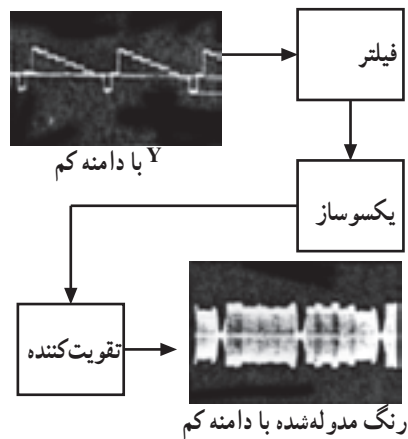 فیلتر
Y با دامنه کم
یکسوساز
تقویت‌کننده
رنگ مدوله‌شده با دامنه کم